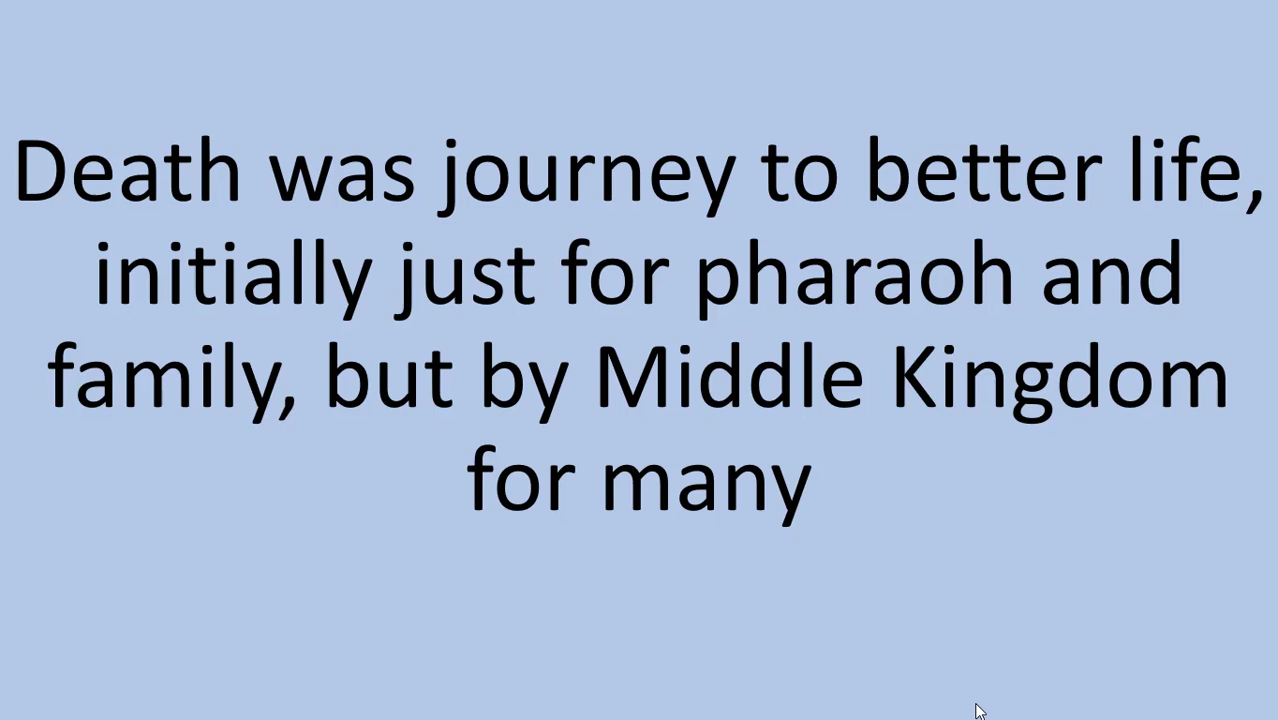 Death was journey to better life,
initially just for pharaoh and
family, but by Middle Kingdom
for many